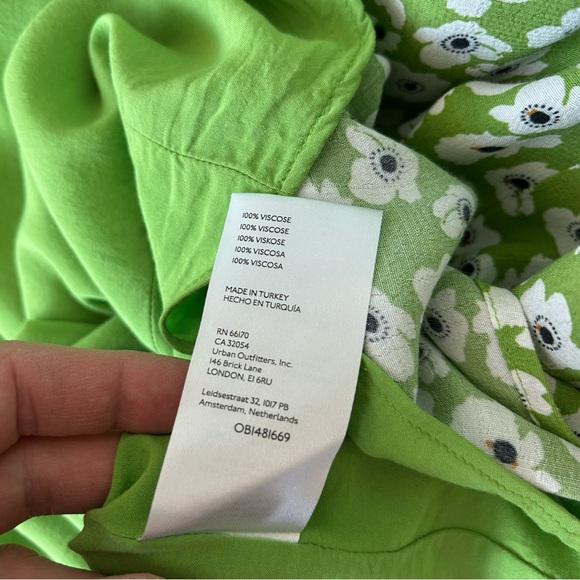 100% VISCOSE
100% VISCOSE
100% VISKOSE
100% VISCOSA
100% VISCOSA
MADE IN TURKEY
HECHO EN TURQUÍA
RN 66170
CA 32054
Urban Outfitters, Inc.
146 Brick Lane
LONDON, E1 6RU
Leidsestraat 32, 1017 PB
Amsterdam, Netherlands
OB1481669